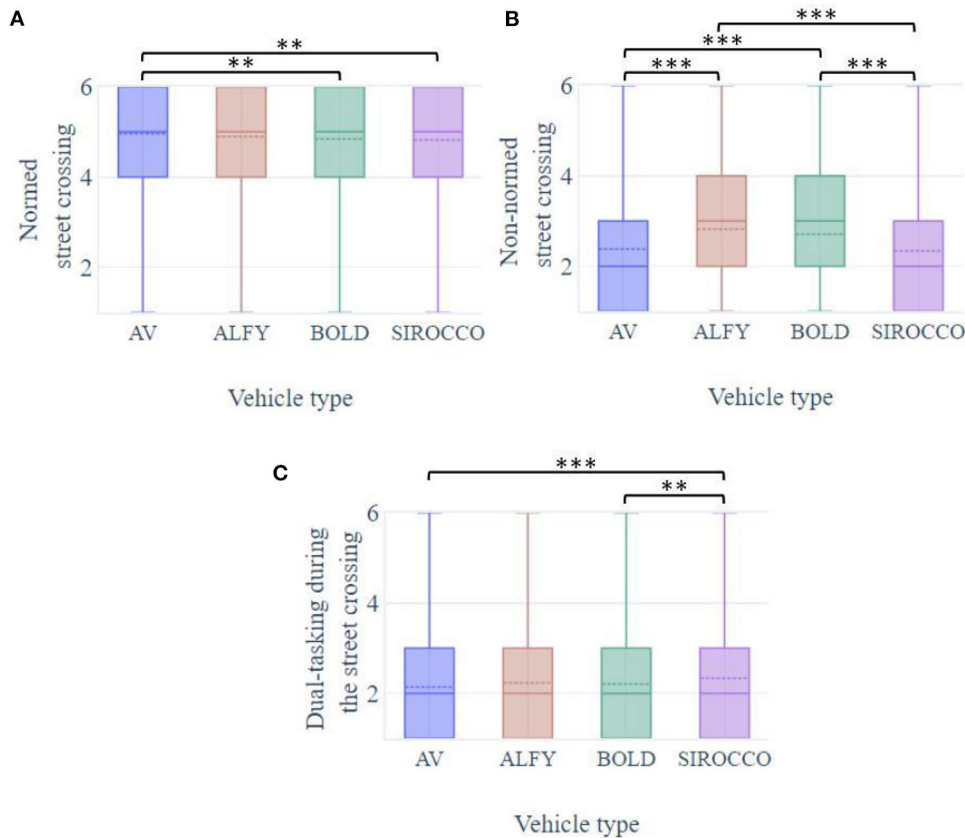 A
**
**
6
4
2
Normed
street crossing
AV ALFY BOLD SIROCCO
Vehicle type
B
***
***
*** ***
6
4
2
Non-normed
street crossing
AV ALFY BOLD SIROCCO
Vehicle type
C
***
**
6
4
2
Dual-tasking during
the street crossing
AV ALFY BOLD SIROCCO
Vehicle type